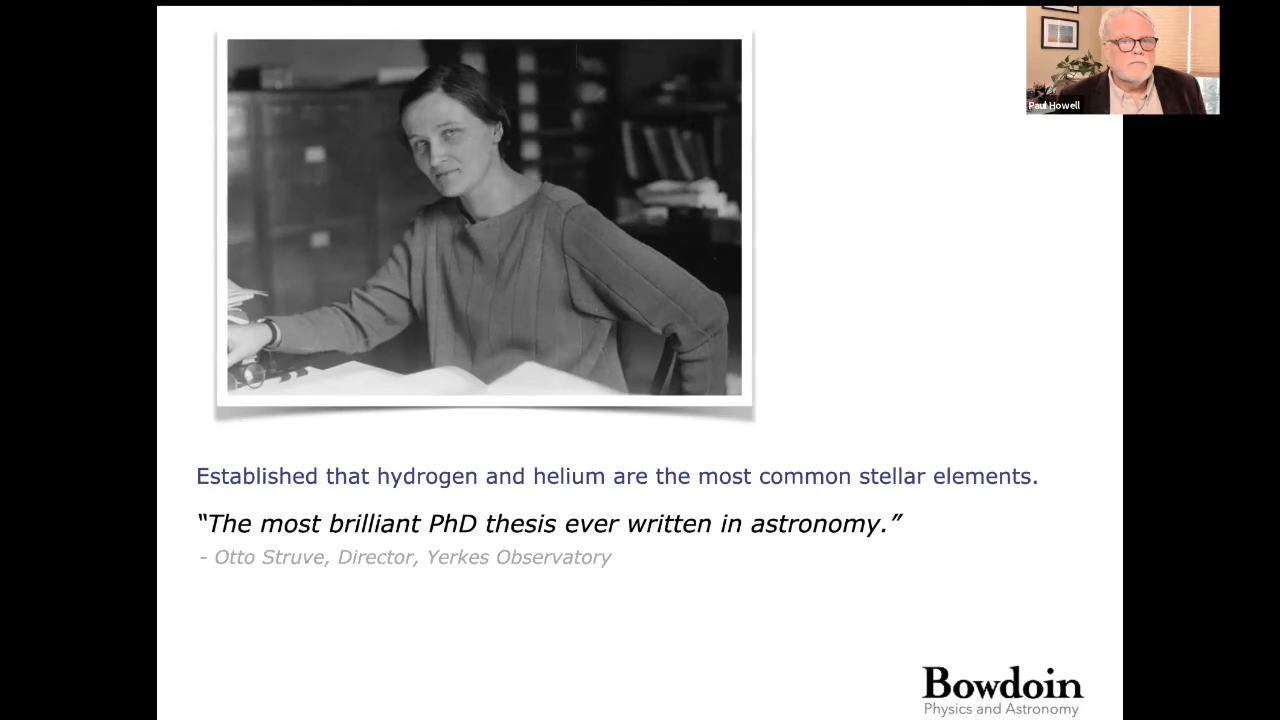 Paul Howell
Established that hydrogen and helium are the most common stellar elements.
“The most brilliant PhD thesis ever written in astronomy.”
- Otto Struve, Director, Yerkes Observatory
Bowdoin
Physics and Astronomy